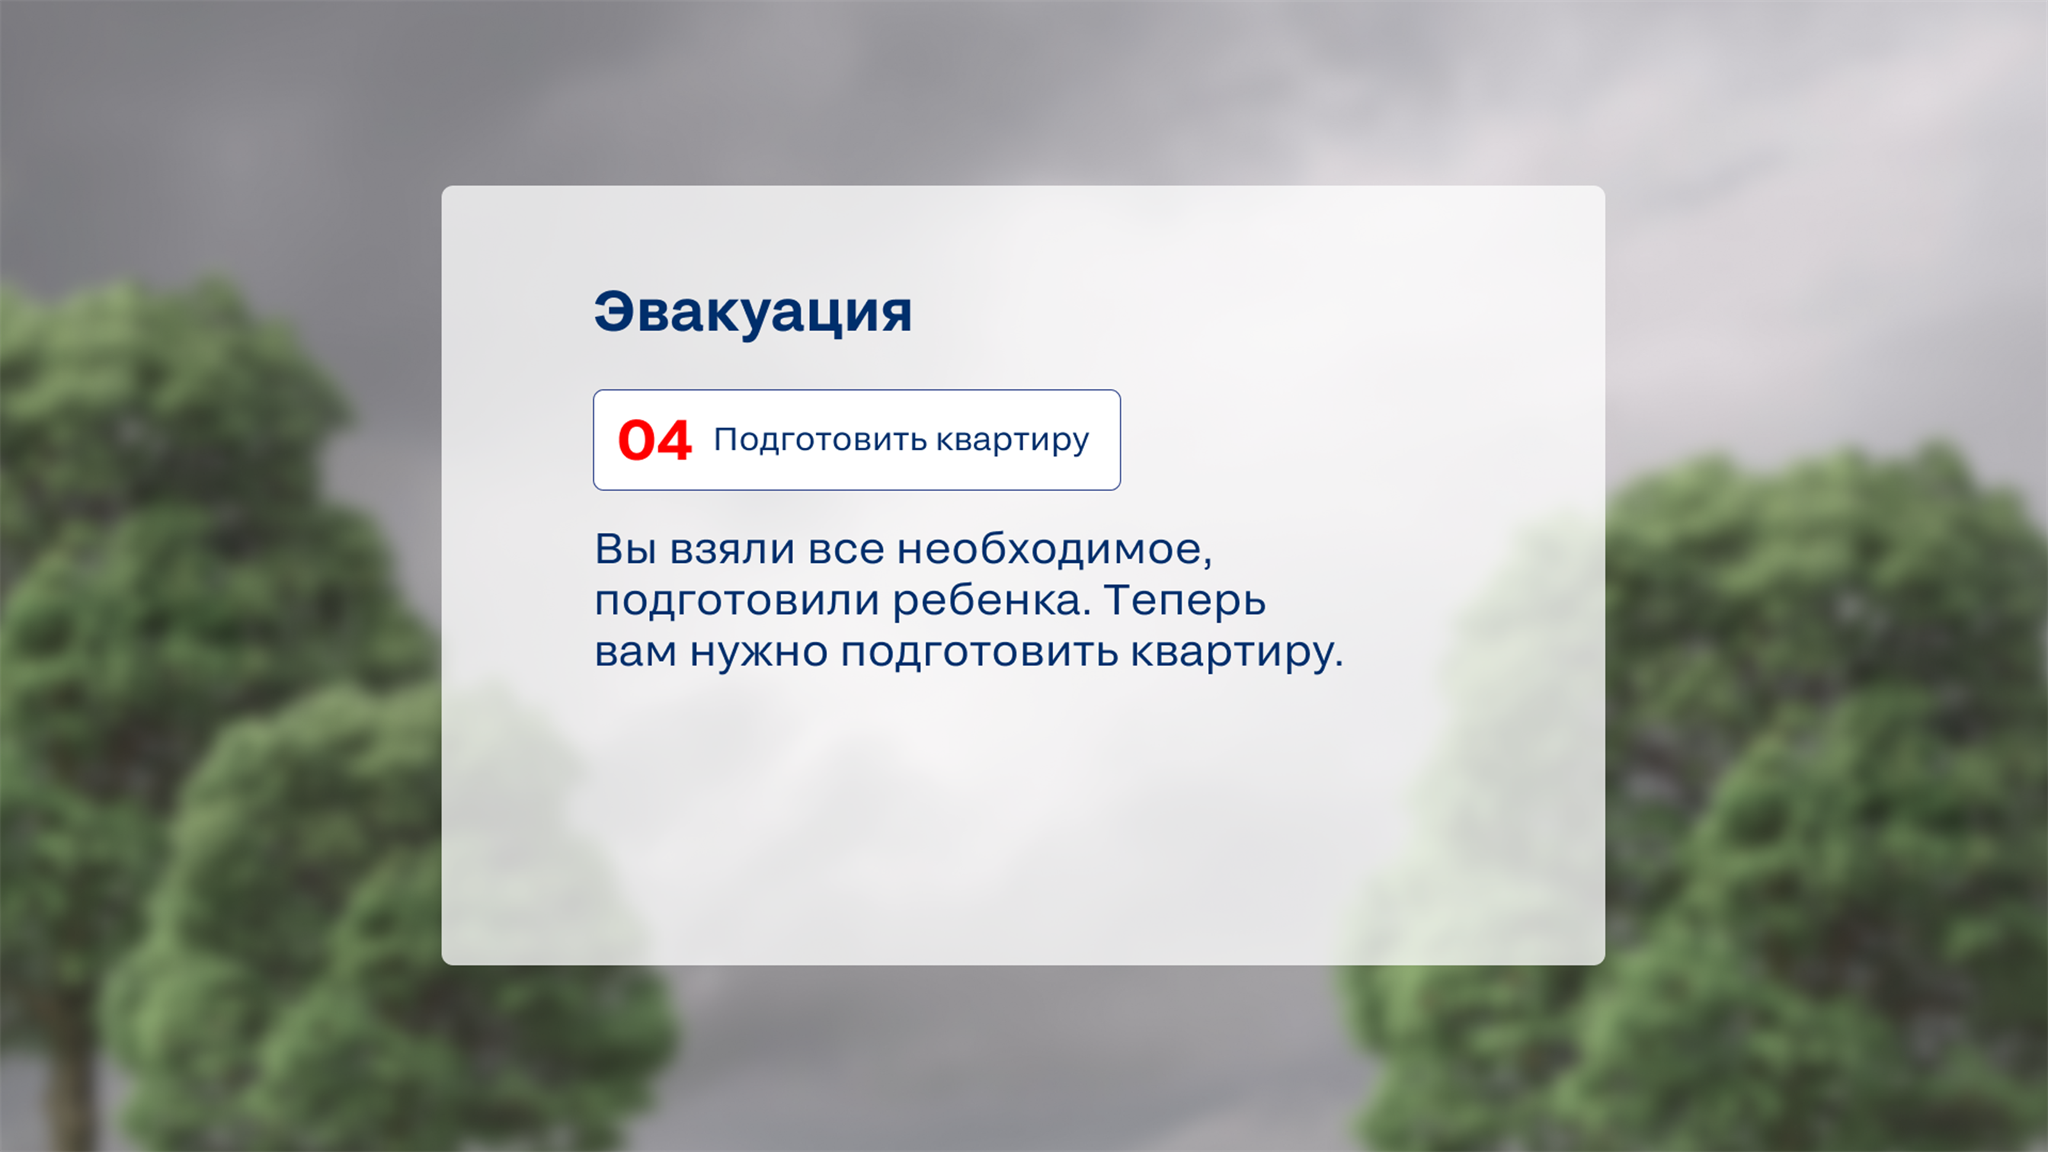 Эвакуация
04 Подготовить квартиру
Вы взяли все необходимое,
подготовили ребенка. Теперь
вам нужно подготовить квартиру.